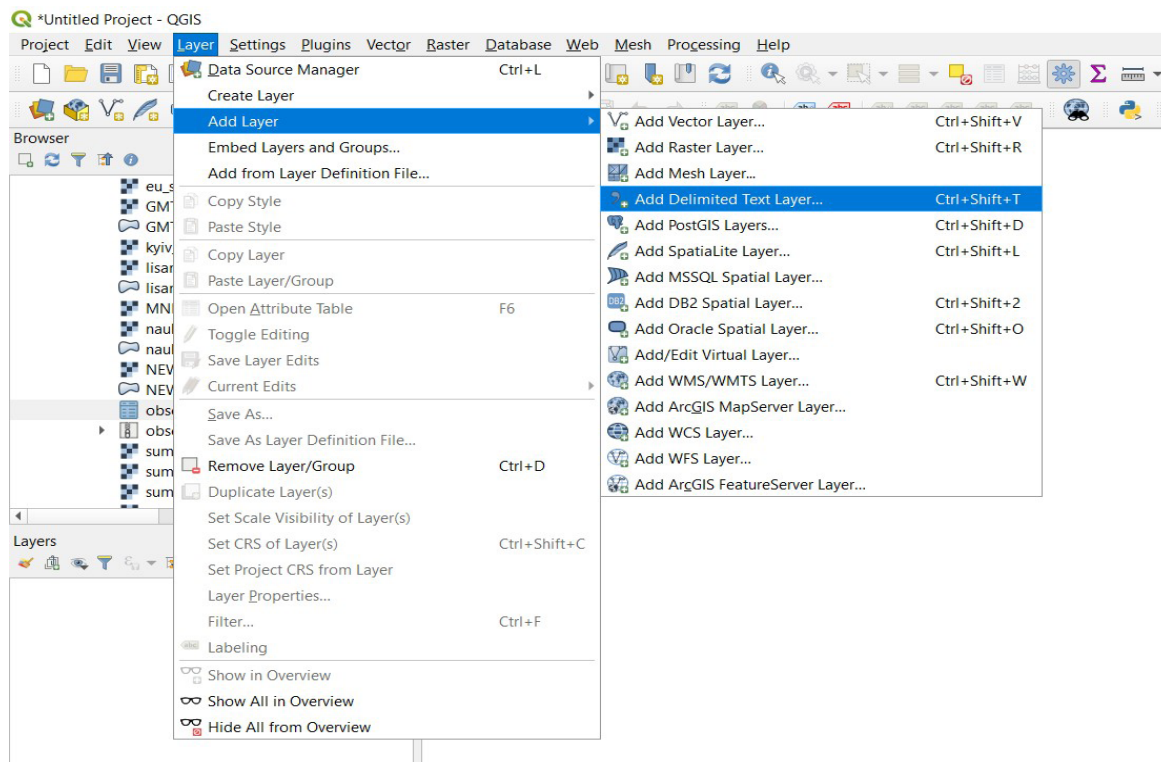 *Untitled Project - QGIS
Project Edit View Layer Settings Plugins Vector Raster Database Web Mesh Processing Help
Data Source Manager Ctrl+L
Create Layer
Add Layer
Embed Layers and Groups...
Add from Layer Definition File...
Copy Style
Paste Style
Copy Layer
Paste Layer/Group
Open Attribute Table F6
Toggle Editing
Save Layer Edits
Current Edits
Save As...
Save As Layer Definition File...
Remove Layer/Group Ctrl+D
Duplicate Layer(s)
Set Scale Visibility of Layer(s)
Set CRS of Layer(s) Ctrl+Shift+C
Set Project CRS from Layer
Layer Properties...
Filter... Ctrl+F
Labeling
Show in Overview
Show All in Overview
Hide All from Overview
Add Vector Layer... Ctrl+Shift+V
Add Raster Layer... Ctrl+Shift+R
Add Mesh Layer...
Add Delimited Text Layer... Ctrl+Shift+T
Add PostGIS Layers... Ctrl+Shift+D
Add SpatiaLite Layer... Ctrl+Shift+L
Add MSSQL Spatial Layer...
Add DB2 Spatial Layer... Ctrl+Shift+2
Add Oracle Spatial Layer... Ctrl+Shift+O
Add/Edit Virtual Layer...
Add WMS/WMTS Layer... Ctrl+Shift+W
Add ArcGIS MapServer Layer...
Add WCS Layer...
Add WFS Layer...
Add ArcGIS FeatureServer Layer...
Browser
eu_s
GMT
GMT
kyiv_
lisar
lisar
MNI
nauk
nauk
NEW
NEW
obse
obse
sum
sum
sum
Layers